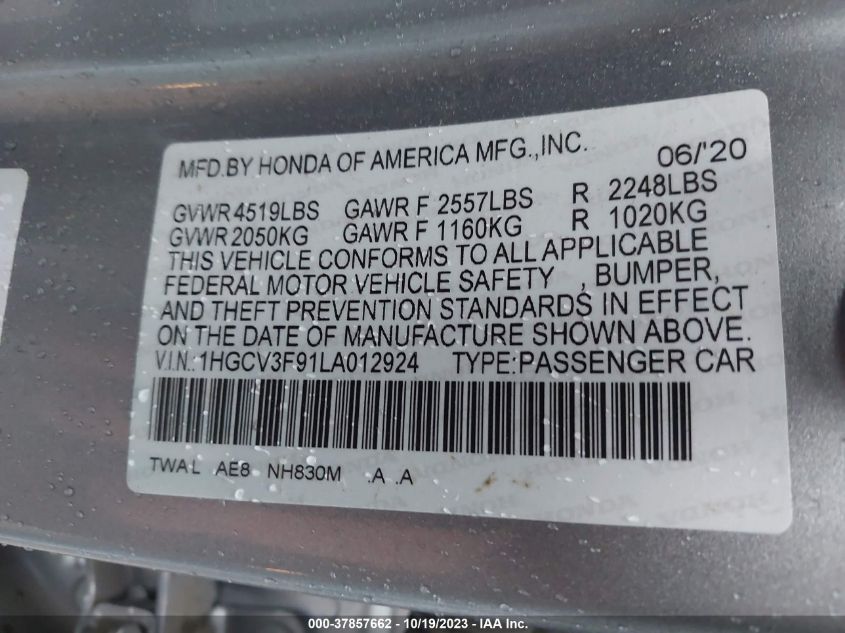 MFD.BY HONDA OF AMERICA MFG.,INC. 06/'20
GVWR 4519LBS GAWR F 2557LBS R 2248LBS
GVWR 2050KG GAWR F 1160KG R 1020KG
THIS VEHICLE CONFORMS TO ALL APPLICABLE
FEDERAL MOTOR VEHICLE SAFETY , BUMPER,
AND THEFT PREVENTION STANDARDS IN EFFECT
ON THE DATE OF MANUFACTURE SHOWN ABOVE.
V.I.N.: 1HGCV3F91LA012924 TYPE:PASSENGER CAR
TWAL AE8 NH830M .A .A
000-37857662 - 10/19/2023 - IAA Inc.